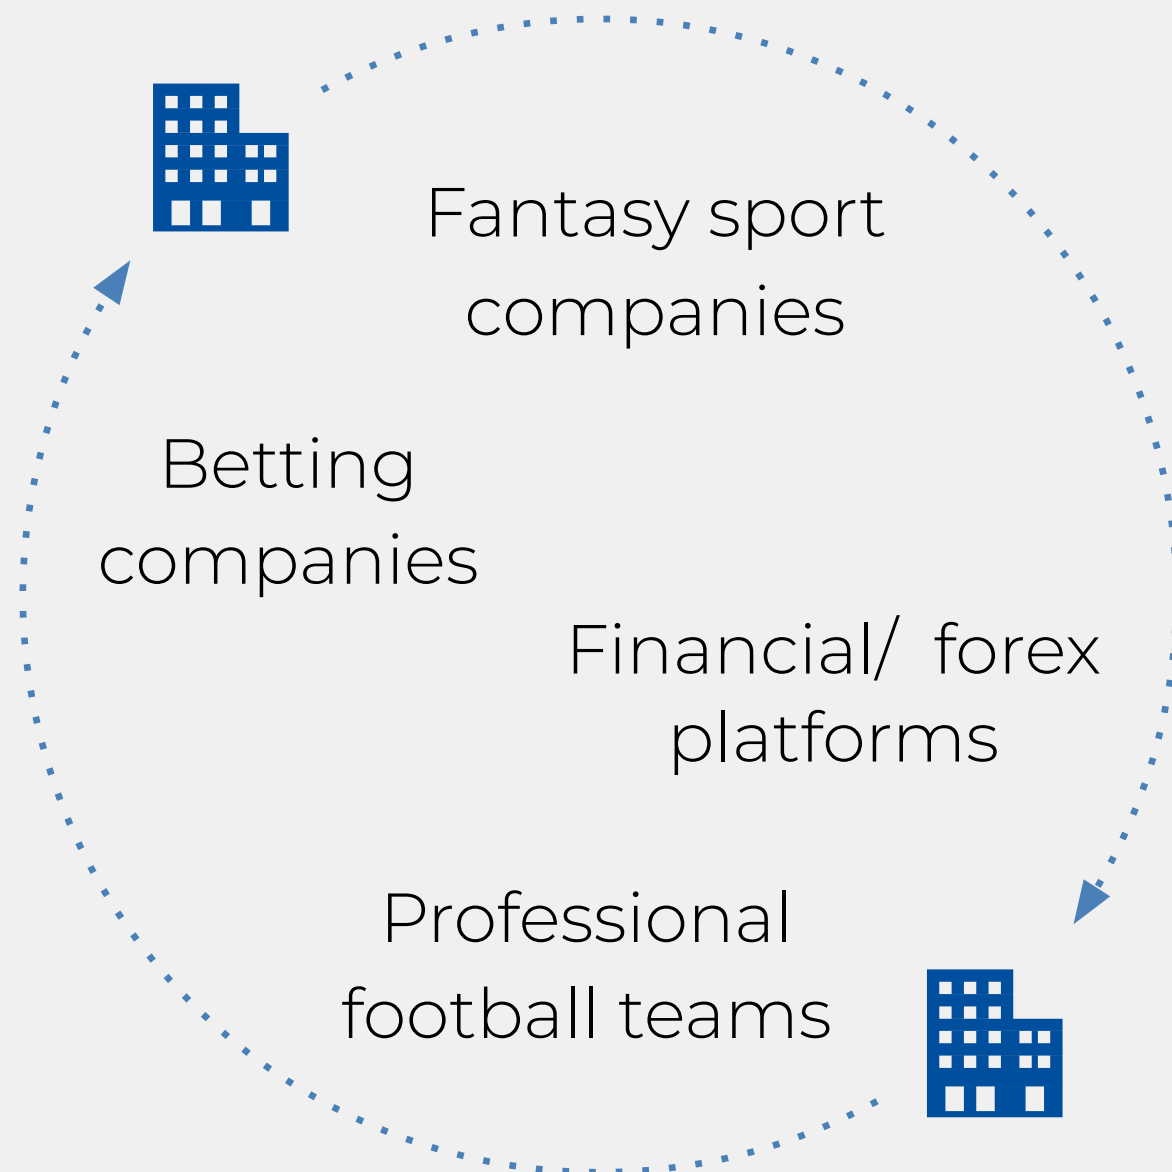 Fantasy sport
companies
Betting
companies
Financial/ forex
platforms
Professional
football teams